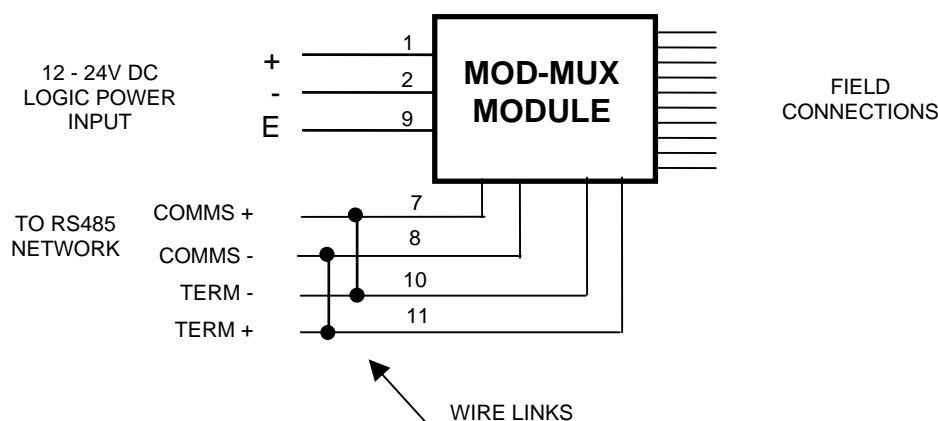 12 - 24V DC
LOGIC POWER
INPUT
+
-
E
1
2
9
MOD-MUX
MODULE
FIELD
CONNECTIONS
TO RS485
NETWORK
COMMS +
COMMS -
TERM -
TERM +
7
8
10
11
WIRE LINKS